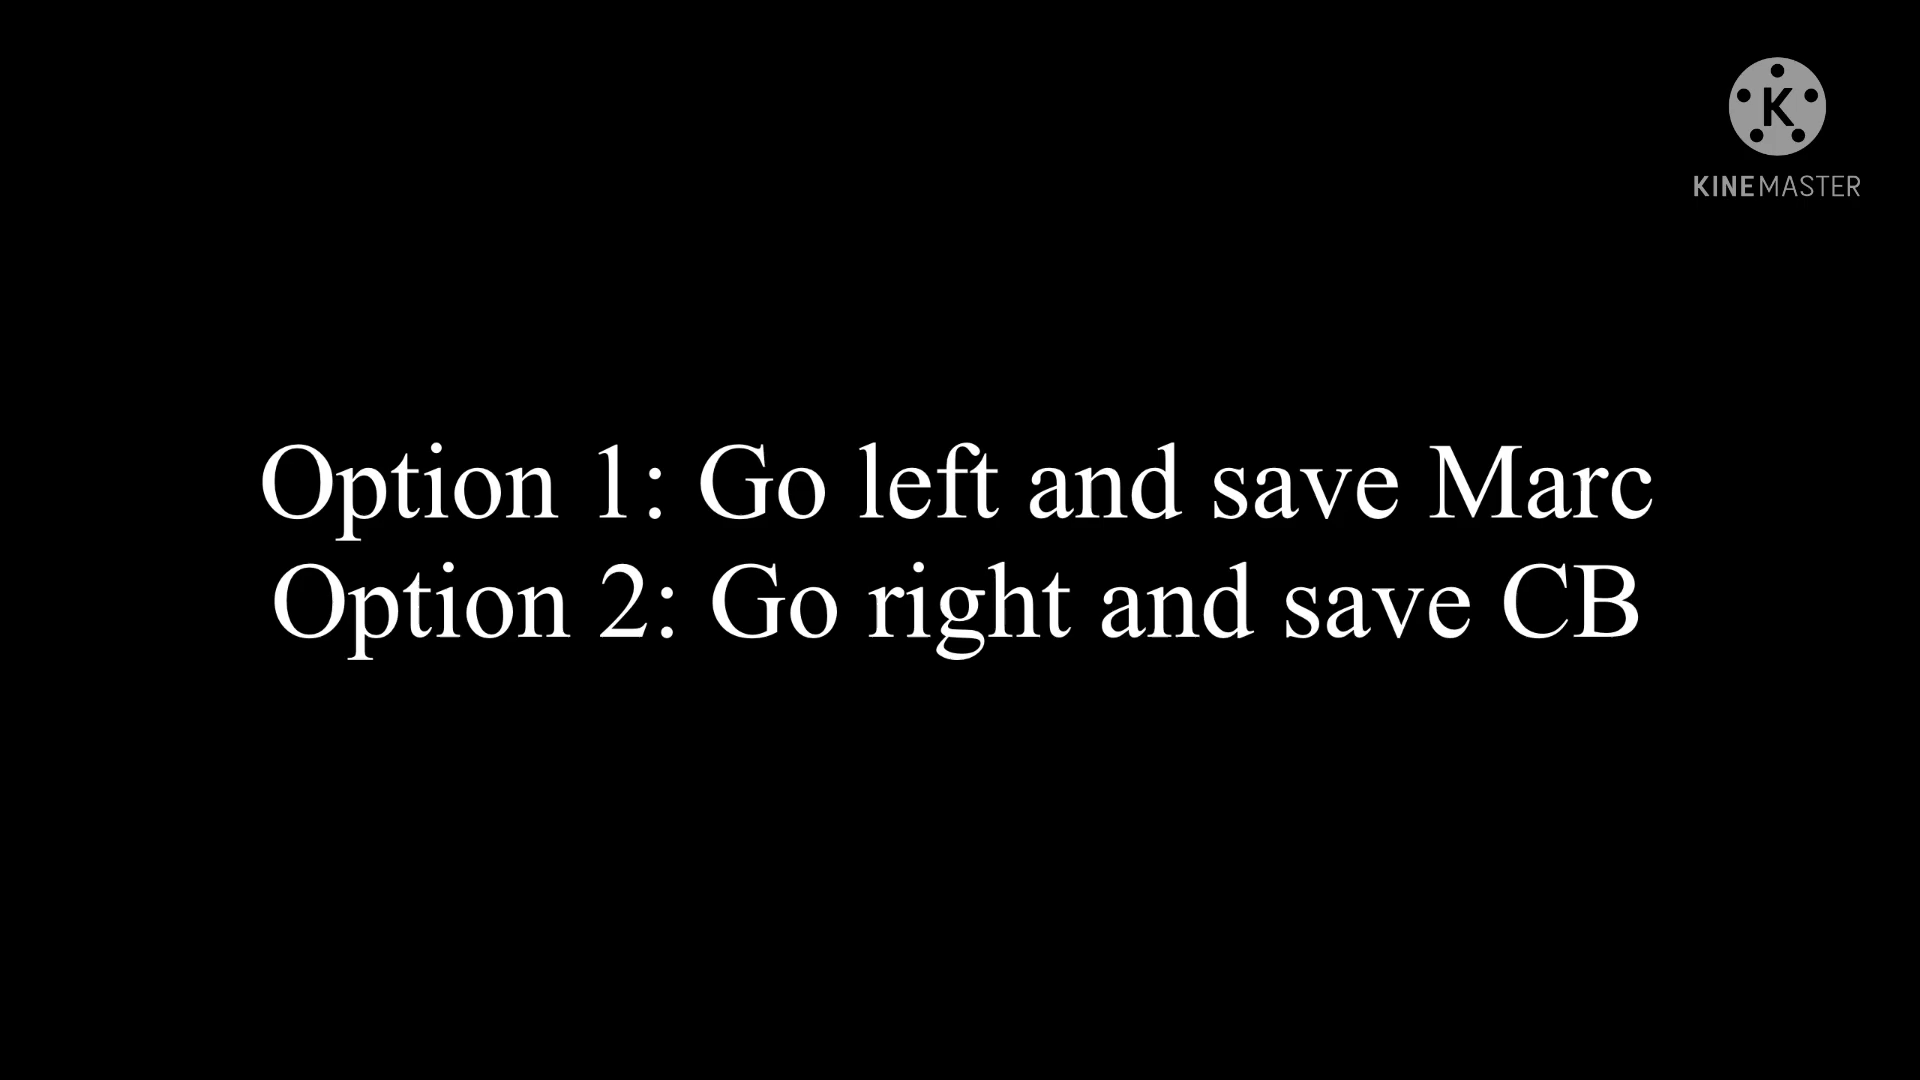 K
KINEMASTER
Option 1: Go left and save Marc
Option 2: Go right and save CB